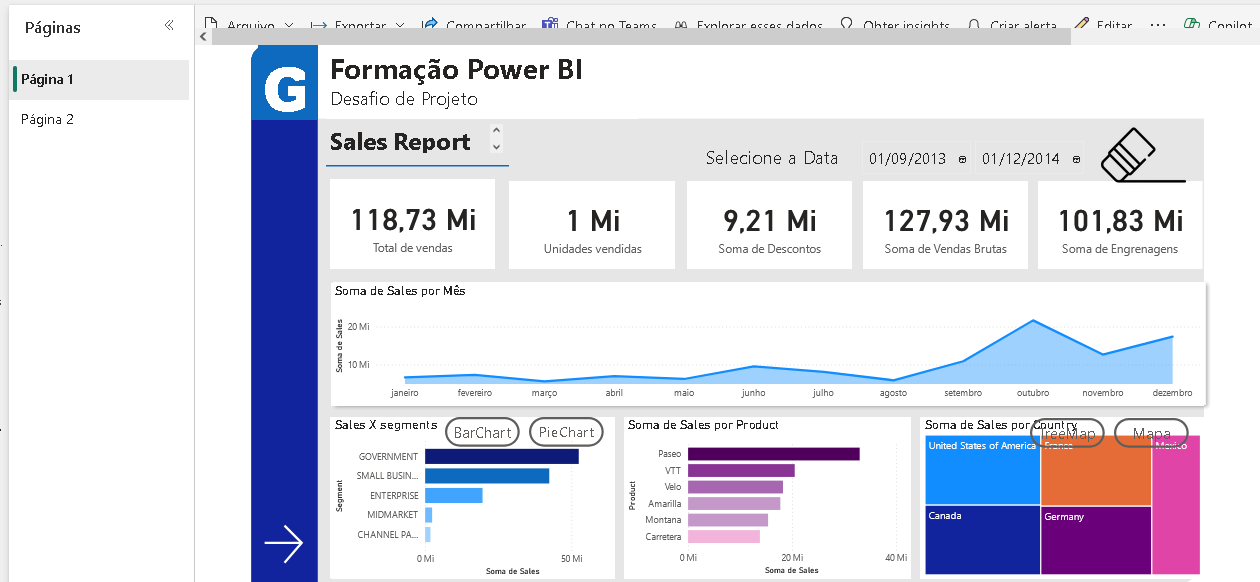 Páginas
Página 1
Página 2
Arquivo
Exportar
Compartilhar
Chat no Teams
Explorar esses dados
Obter insights
Criar alerta
Editar
Copilot
G
Formação Power BI
Desafio de Projeto
Sales Report
Selecione a Data
01/09/2013
01/12/2014
118,73 Mi
Total de vendas
1 Mi
Unidades vendidas
9,21 Mi
Soma de Descontos
127,93 Mi
Soma de Vendas Brutas
101,83 Mi
Soma de Engrenagens
Soma de Sales por Mês
Soma de Sales
20 Mi
10 Mi
janeiro fevereiro março abril maio junho julho agosto setembro outubro novembro dezembro
Sales X segments
BarChart
PieChart
Segment
GOVERNMENT
SMALL BUSIN...
ENTERPRISE
MIDMARKET
CHANNEL PA...
0 Mi 50 Mi
Soma de Sales
Soma de Sales por Product
Product
Paseo
VTT
Velo
Amarilla
Montana
Carretera
0 Mi 20 Mi 40 Mi
Soma de Sales
Soma de Sales por Country
TreeMap
Mapa
United States of America
France
Mexico
Canada
Germany